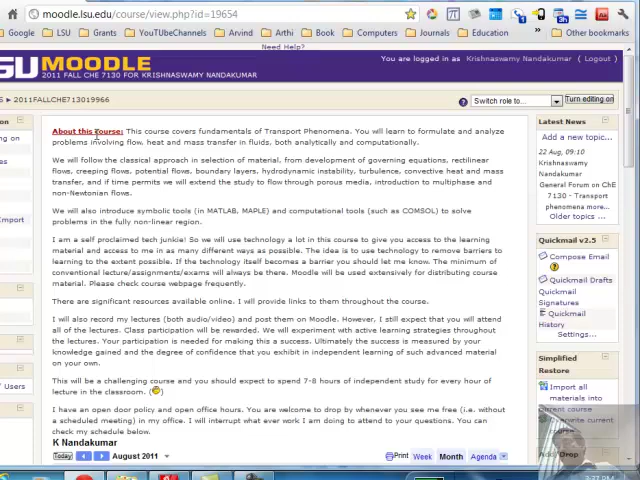 moodle.lsu.edu/course/view.php?id=19654
Google LSU Grants YouTUbeChannels Arvind Arthi Book Computers Journals Education Other bookmarks
Need Help?
SU MOODLE
2011 FALL CHE 7130 FOR KRISHNASWAMY NANDAKUMAR
You are logged in as Krishnaswamy Nandakumar (Logout)
S ► 2011FALLCHE713019966
Switch role to...
Turn editing on
About this course: This course covers fundamentals of Transport Phenomena. You will learn to formulate and analyze
problems involving flow, heat and mass transfer in fluids, both analytically and computationally.
We will follow the classical approach in selection of material, from development of governing equations, rectilinear
flows, creeping flows, potential flows, boundary layers, hydrodynamic instability, turbulence, convective heat and mass
transfer, and if time permits we will extend the study to flow through porous media, introduction to multiphase and
non-Newtonian flows.
We will also introduce symbolic tools (in MATLAB, MAPLE) and computational tools (such as COMSOL) to solve
problems in the fully non-linear region.
I am a self proclaimed tech junkie! So we will use technology a lot in this course to give you access to the learning
material and access to me in as many different ways as possible. The idea is to use technology to remove barriers to
learning to the extent possible. If the technology itself becomes a barrier you should let me know. The minimum of
conventional lecture/assignments/exams will always be there. Moodle will be used extensively for distributing course
material. Please check course webpage frequently.
There are significant resources available online. I will provide links to them throughout the course.
I will also record my lectures (both audio/video) and post them on Moodle. However, I still expect that you will attend
all of the lectures. Class participation will be rewarded. We will experiment with active learning strategies throughout
the lectures. Your participation is needed for making this a success. Ultimately the success is measured by your
knowledge gained and the degree of confidence that you exhibit in independent learning of such advanced material
on your own.
This will be a challenging course and you should expect to spend 7-8 hours of independent study for every hour of
lecture in the classroom. ( )
I have an open door policy and open office hours. You are welcome to drop by whenever you see me free (i.e. without
a scheduled meeting) in my office. I will interrupt what ever work I am doing to attend to your questions. You can
check my schedule below.
K Nandakumar
Today August 2011 Print Week Month Agenda
on
ng on
s
Import
/ Users
Latest News
Add a new topic...
22 Aug, 09:10
Krishnaswamy
Nandakumar
General Forum on ChE
7130 - Transport
phenomena more...
Older topics ...
Quickmail v2.5
Compose Email
Quickmail Drafts
Quickmail
Signatures
Quickmail
History
Settings...
Simplified
Restore
Import all
materials into
current course
Overwrite current
course
Add/Drop
3:27 PM